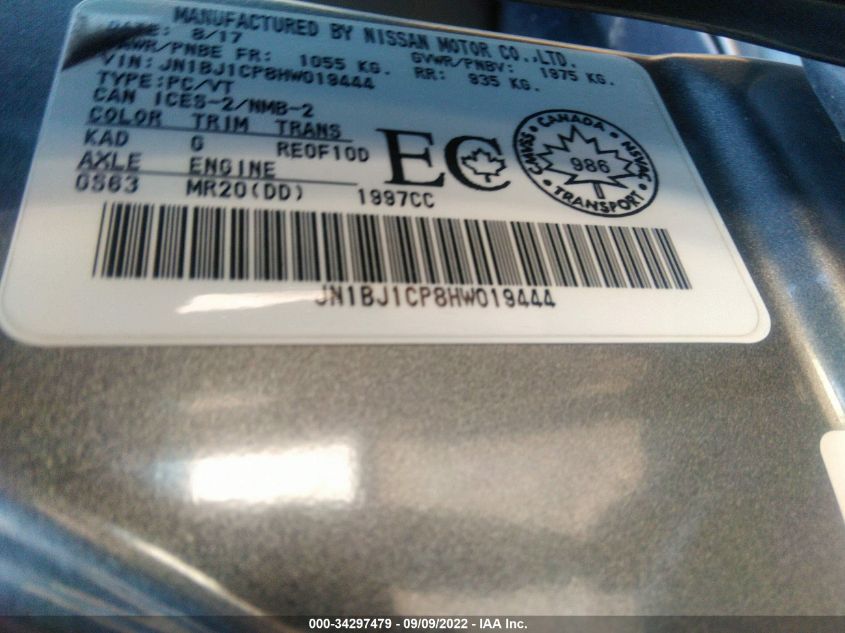 MANUFACTURED BY NISSAN MOTOR CO.,LTD.
DATE: 8/17
GAWR/PNBE FR: 1055 KG. GVWR/PNBV: 1975 KG.
RR: 935 KG.
VIN: JN1BJ1CP8HW019444
TYPE:PC/VT
CAN ICES-2/NMB-2
COLOR TRIM TRANS
KAD G RE0F10D
AXLE ENGINE
GS63 MR20(DD) 1997CC
EC
CANADA
CMVSS NSVAC
986
TRANSPORT
JN1BJ1CP8HW019444
000-34297479 - 09/09/2022 - IAA Inc.